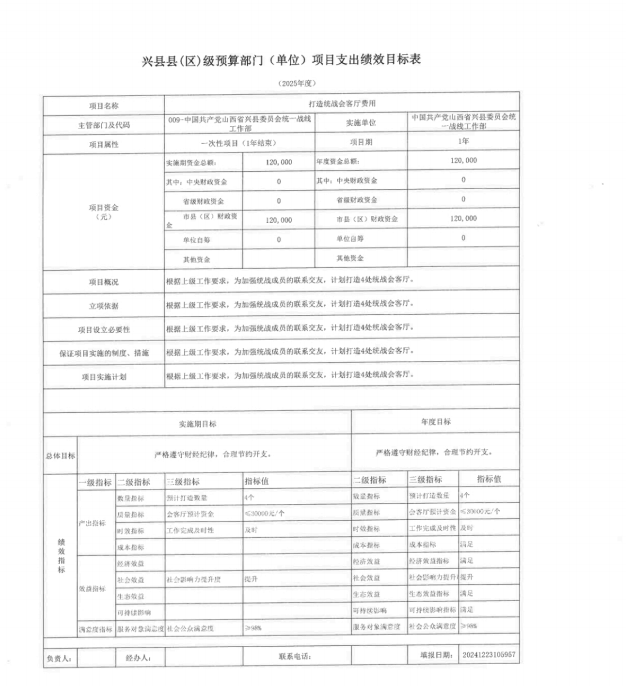 兴县县(区)级预算部门（单位）项目支出绩效目标表
（2025年度）
项目名称 打造统战会客厅费用
主管部门及代码 009-中国共产党山西省兴县委员会统一战线工作部 实施单位 中国共产党山西省兴县委员会统一战线工作部
项目属性 一次性项目（1年结束） 项目期 1年
项目资金（元） 实施期资金总额： 120,000 年度资金总额： 120,000
其中：中央财政资金 0 其中：中央财政资金 0
省级财政资金 0 省级财政资金 0
市县（区）财政资金 120,000 市县（区）财政资金 120,000
单位自筹 0 单位自筹 0
其他资金 其他资金
项目概况 根据上级工作要求，为加强统战成员的联系交友，计划打造4处统战会客厅。
立项依据 根据上级工作要求，为加强统战成员的联系交友，计划打造4处统战会客厅。
项目设立必要性 根据上级工作要求，为加强统战成员的联系交友，计划打造4处统战会客厅。
保证项目实施的制度、措施 根据上级工作要求，为加强统战成员的联系交友，计划打造4处统战会客厅。
项目实施计划 根据上级工作要求，为加强统战成员的联系交友，计划打造4处统战会客厅。
实施期目标 年度目标
总体目标 严格遵守财经纪律，合理节约开支。 严格遵守财经纪律，合理节约开支。
绩效指标 一级指标 二级指标 三级指标 指标值 二级指标 三级指标 指标值
产出指标 数量指标 预计打造数量 4个 数量指标 预计打造数量 4个
质量指标 会客厅预计资金 ≤30000元/个 质量指标 会客厅预计资金 ≤30000元/个
时效指标 工作完成及时性 及时 时效指标 工作完成及时性 及时
成本指标 成本指标 成本指标 满足
效益指标 经济效益 经济效益 经济效益指标 满足
社会效益 社会影响力提升度 提升 社会效益 社会影响力提升 提升
生态效益 生态效益 生态效益指标 满足
可持续影响 可持续影响 可持续影响指标 满足
满意度指标 服务对象满意度 社会公众满意度 ≥98% 服务对象满意度 社会公众满意度 ≥98%
负责人： 经办人： 联系电话： 填报日期： 20241223105957